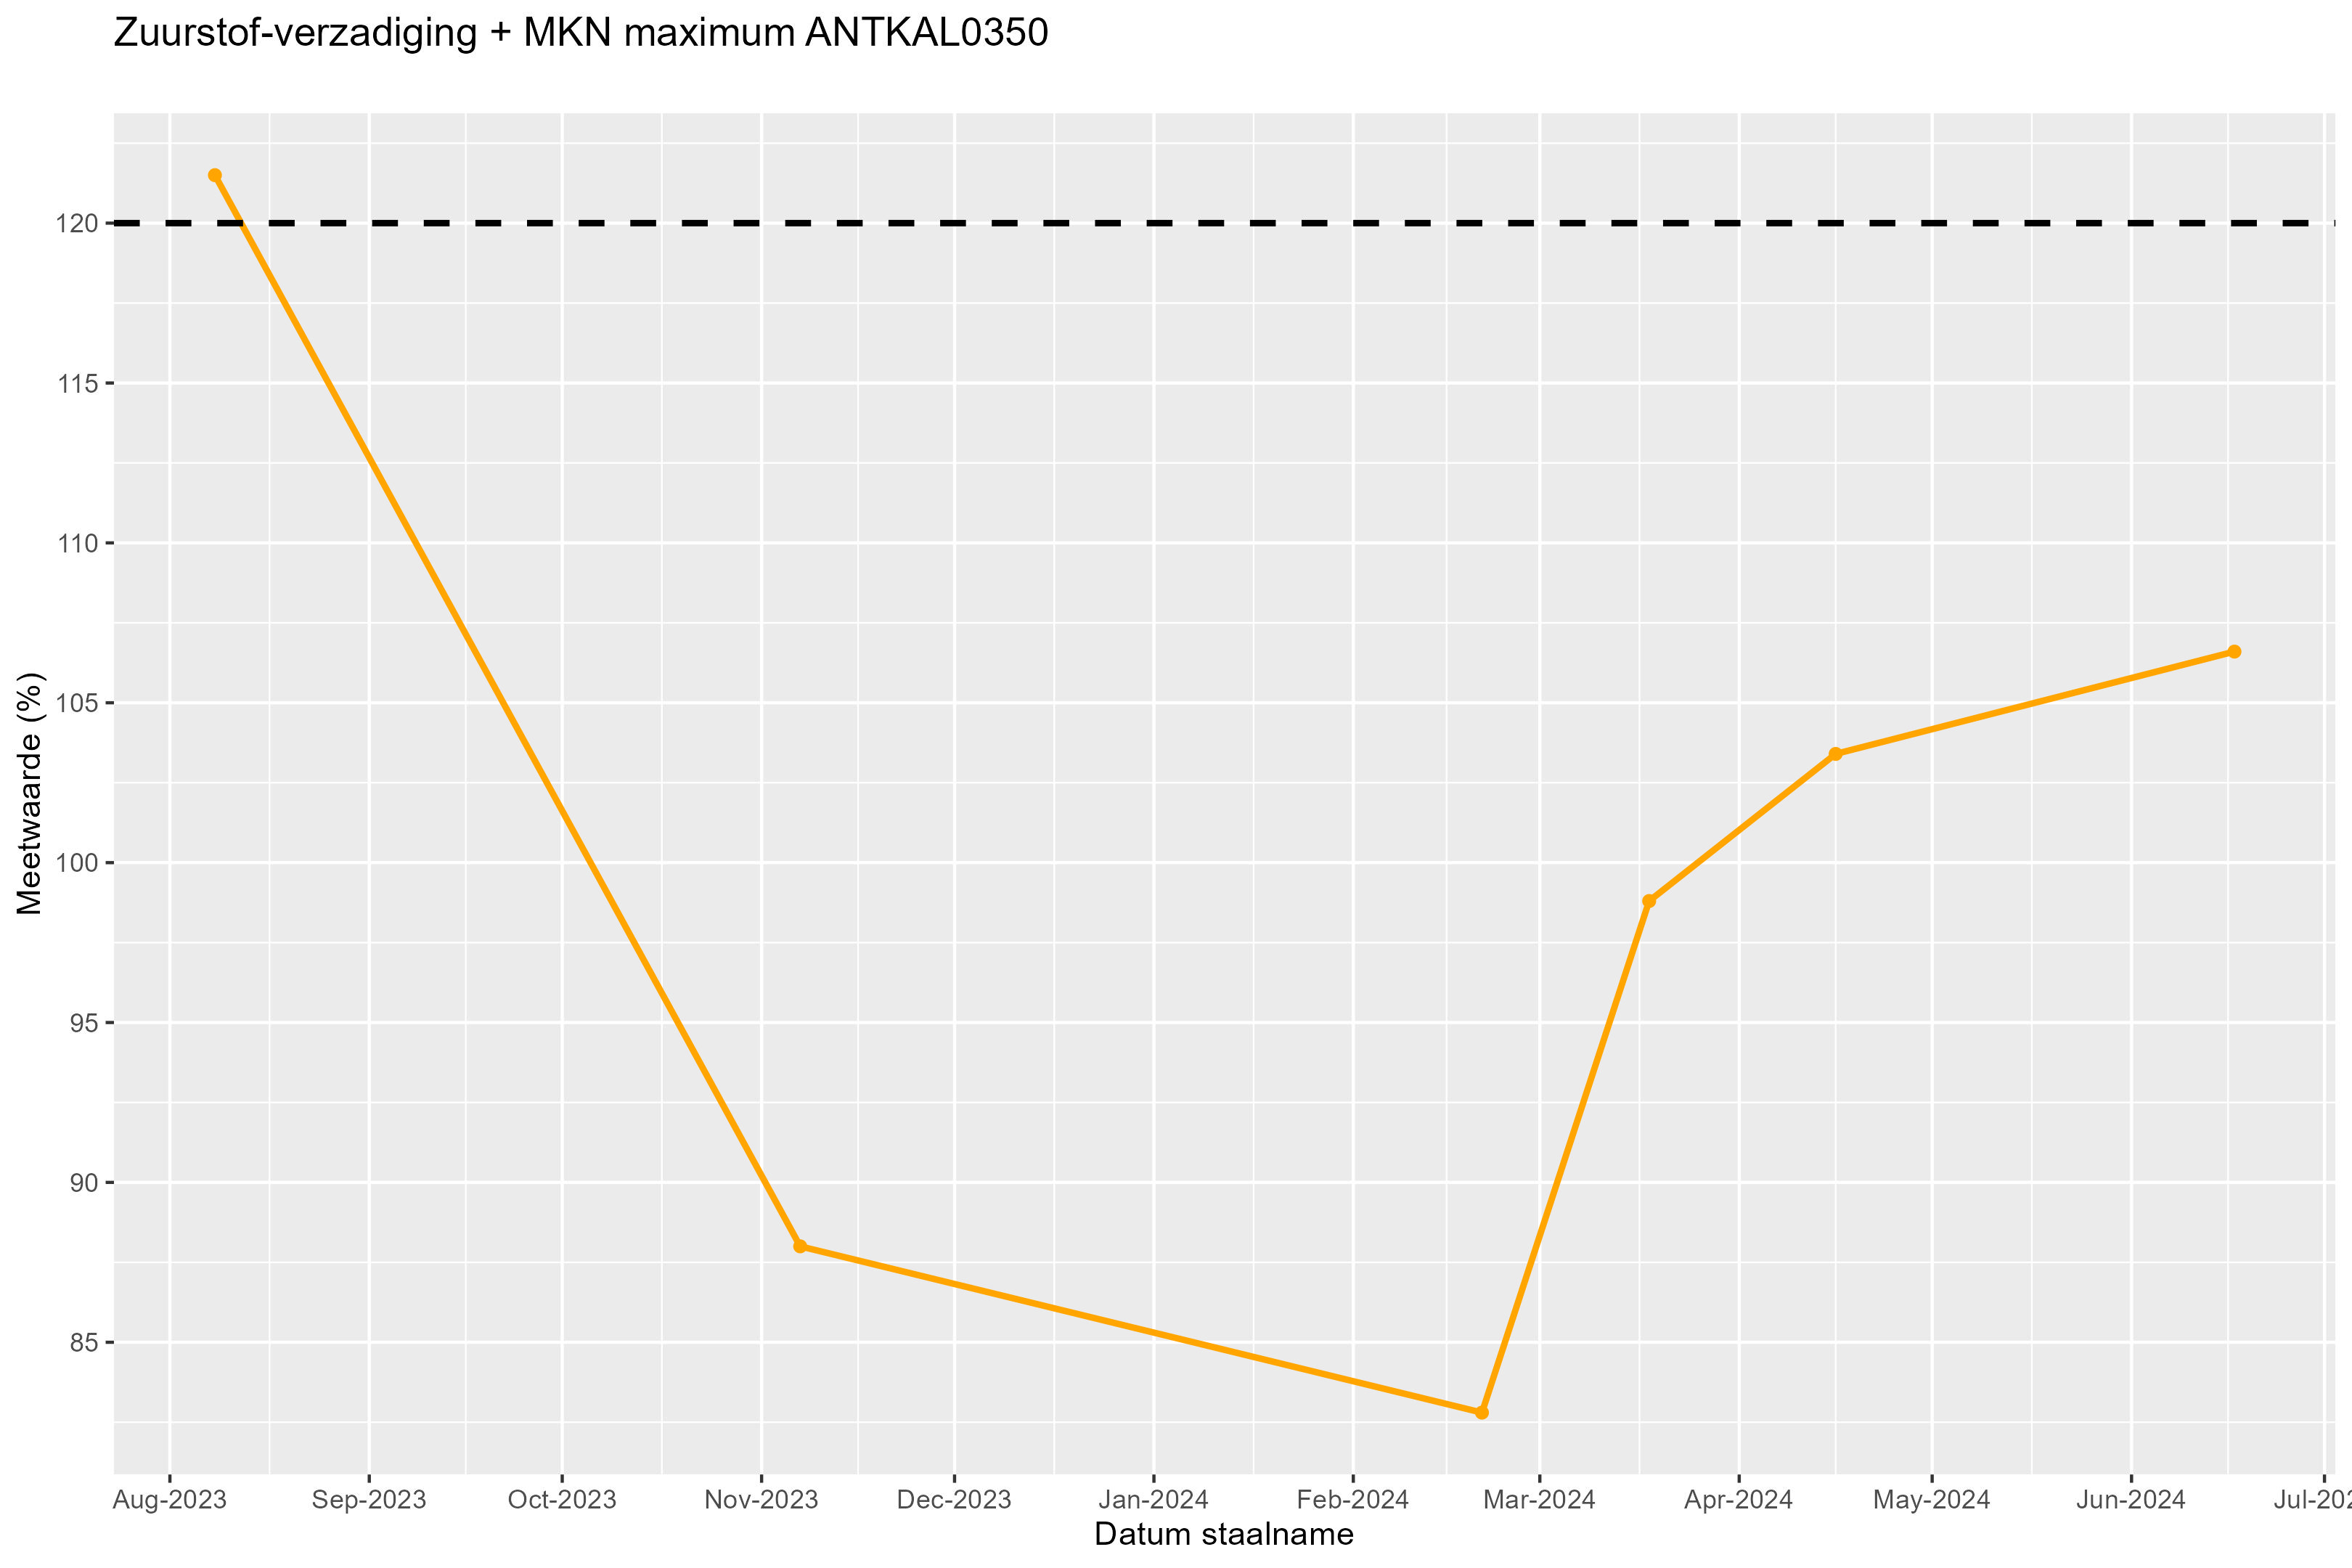 Zuurstof-verzadiging + MKN maximum ANTKAL0350
Meetwaarde (%)
120
115
110
105
100
95
90
85
Aug-2023 Sep-2023 Oct-2023 Nov-2023 Dec-2023 Jan-2024 Feb-2024 Mar-2024 Apr-2024 May-2024 Jun-2024 Jul-202
Datum staalname